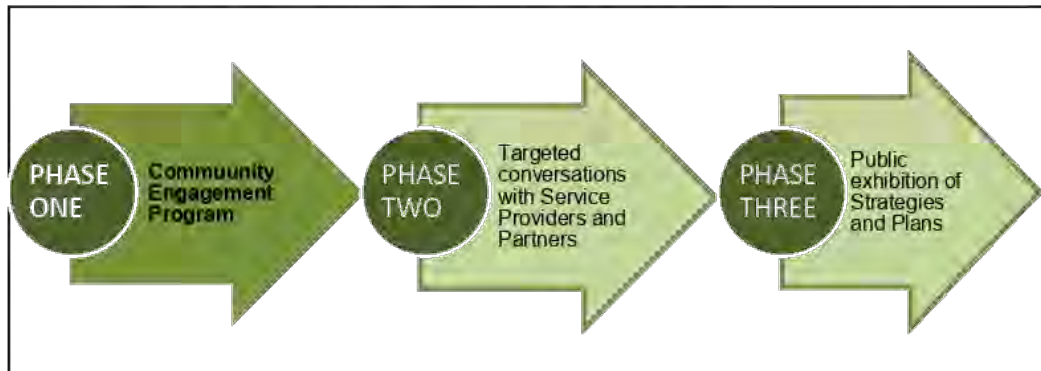 PHASE
ONE
Commuunity
Engagement
Program
PHASE
TWO
Targeted
conversations
with Service
Providers and
Partners
PHASE
THREE
Public
exhibition of
Strategies
and Plans